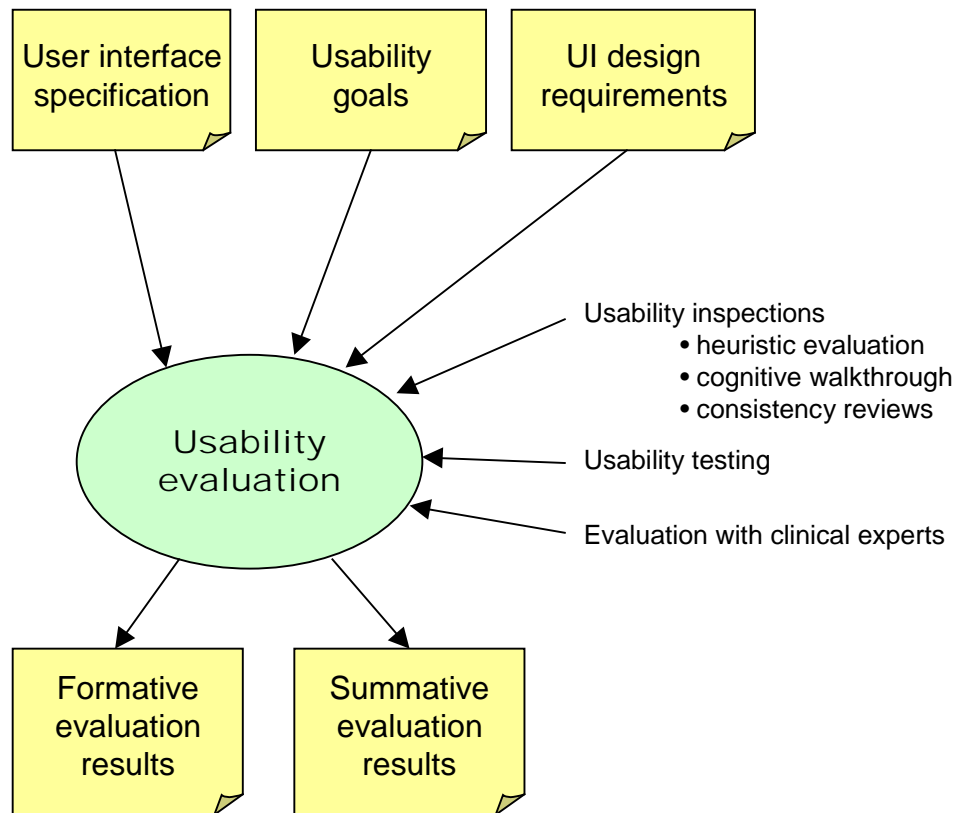 User interface
specification
Usability
goals
UI design
requirements
Usability inspections
• heuristic evaluation
• cognitive walkthrough
• consistency reviews
Usability
evaluation
Usability testing
Evaluation with clinical experts
Formative
evaluation
results
Summative
evaluation
results